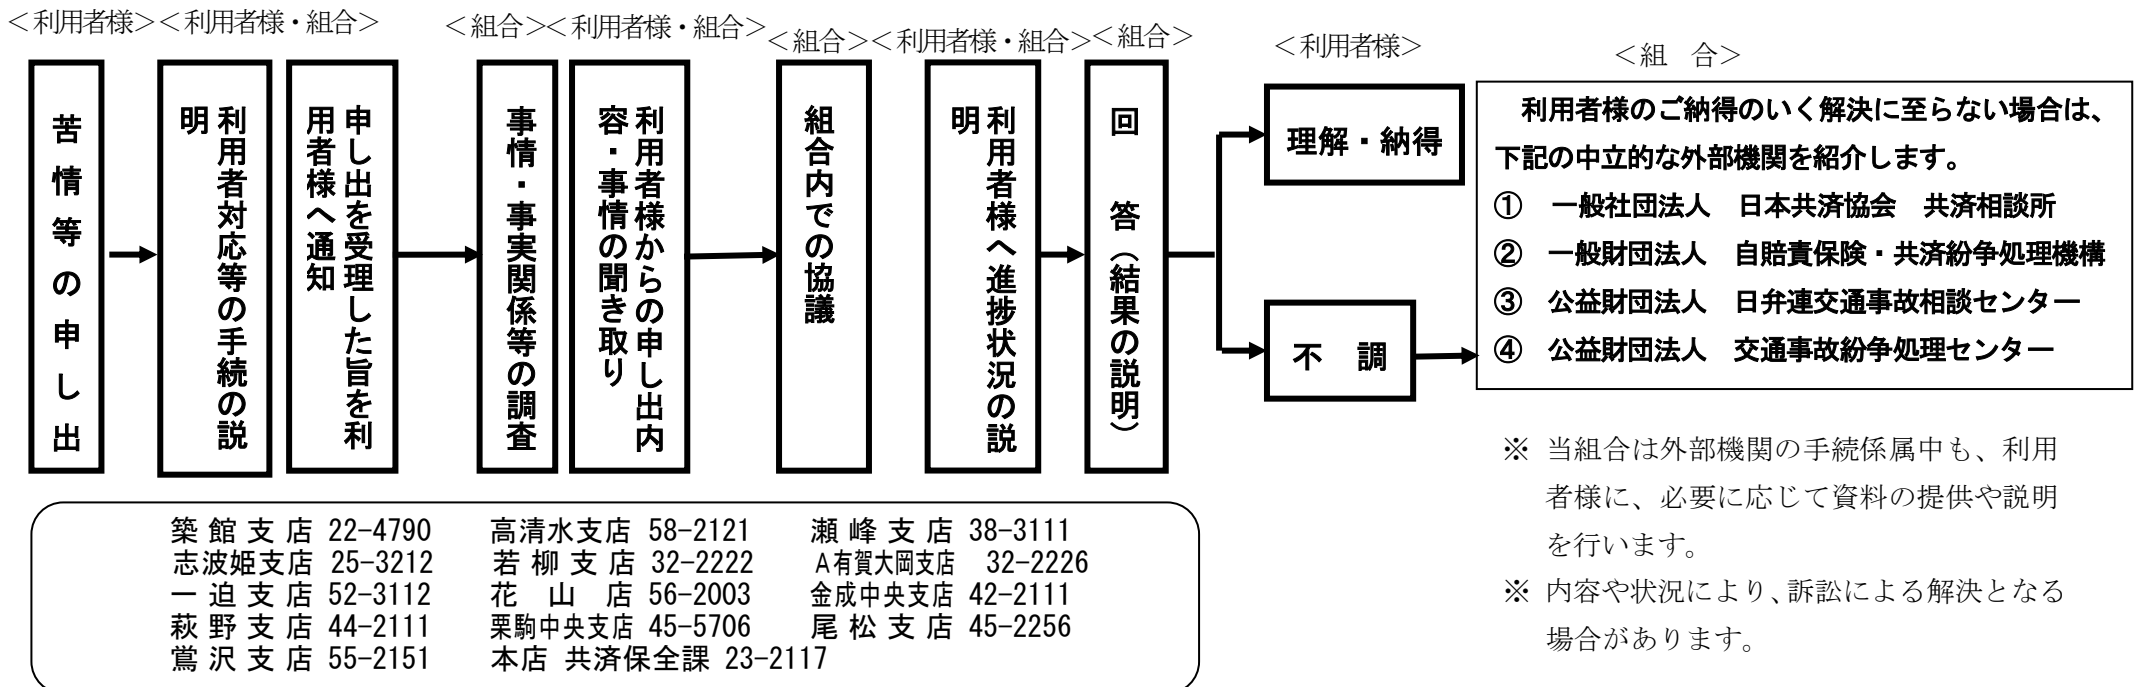 ＜利用者様＞＜利用者様・組合＞
＜組合＞＜利用者様・組合＞
＜組合＞＜利用者様・組合＞＜組合＞
＜利用者様＞
＜組　合＞
苦情等の申し出
利用者対応等の手続の説
明
申し出を受理した旨を利
用者様へ通知
事情・事実関係等の調査
利用者様からの申し出内
容・事情の聞き取り
組合内での協議
利用者様へ進捗状況の説
明
回　答（結果の説明）
理解・納得
不　調
利用者様のご納得のいく解決に至らない場合は、
下記の中立的な外部機関を紹介します。
①　一般社団法人　日本共済協会　共済相談所
②　一般財団法人　自賠責保険・共済紛争処理機構
③　公益財団法人　日弁連交通事故相談センター
④　公益財団法人　交通事故紛争処理センター
※ 当組合は外部機関の手続係属中も、利用
者様に、必要に応じて資料の提供や説明
を行います。
※ 内容や状況により、訴訟による解決となる
場合があります。
築 館 支 店 22-4790　高清水支店 58-2121　瀬 峰 支 店 38-3111
志波姫支店 25-3212　若 柳 支 店 32-2222　Ａ有賀大岡支店 32-2226
一 迫 支 店 52-3112　花　山　店 56-2003　金成中央支店 42-2111
萩 野 支 店 44-2111　栗駒中央支店 45-5706　尾 松 支 店 45-2256
鶯 沢 支 店 55-2151　本店 共済保全課 23-2117